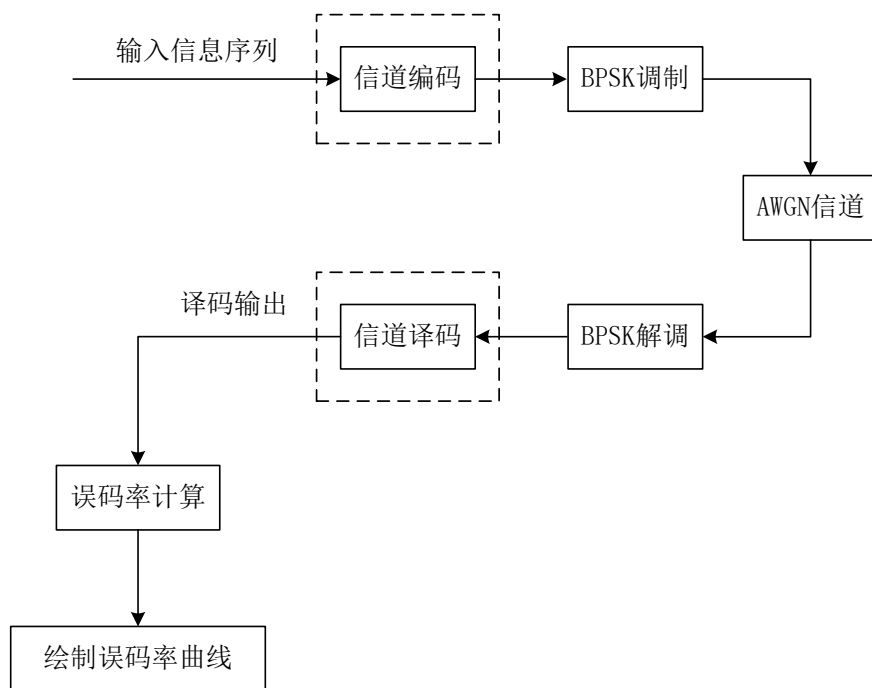 输入信息序列
信道编码
BPSK调制
AWGN信道
BPSK解调
信道译码
译码输出
误码率计算
绘制误码率曲线